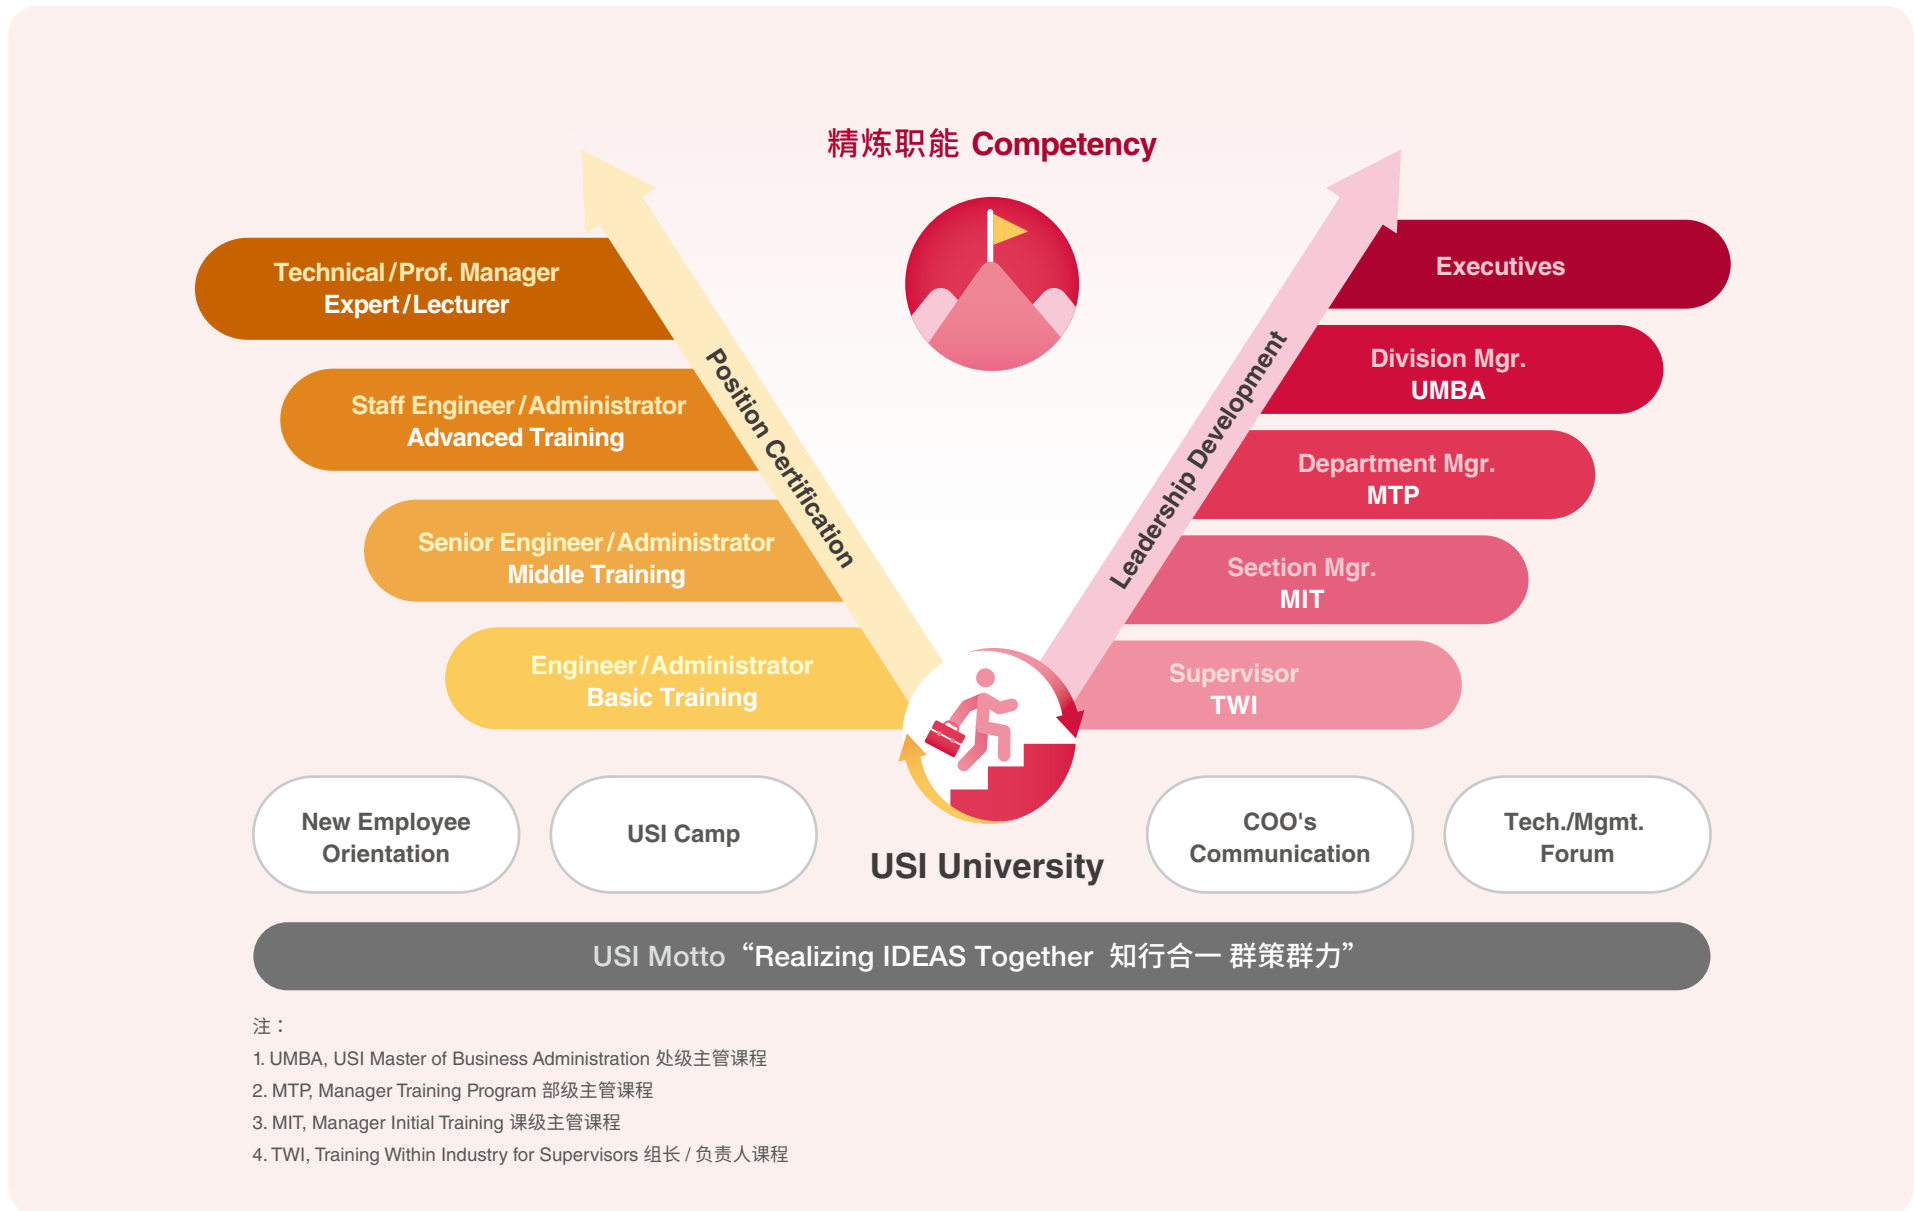 精炼职能 Competency
Technical/Prof. Manager
Expert/Lecturer
Staff Engineer/Administrator
Advanced Training
Senior Engineer/Administrator
Middle Training
Engineer/Administrator
Basic Training
Position Certification
Leadership Development
Executives
Division Mgr.
UMBA
Department Mgr.
MTP
Section Mgr.
MIT
Supervisor
TWI
New Employee
Orientation
USI Camp
USI University
COO's
Communication
Tech./Mgmt.
Forum
USI Motto “Realizing IDEAS Together 知行合一 群策群力”
注：
1. UMBA, USI Master of Business Administration 处级主管课程
2. MTP, Manager Training Program 部级主管课程
3. MIT, Manager Initial Training 课级主管课程
4. TWI, Training Within Industry for Supervisors 组长 / 负责人课程